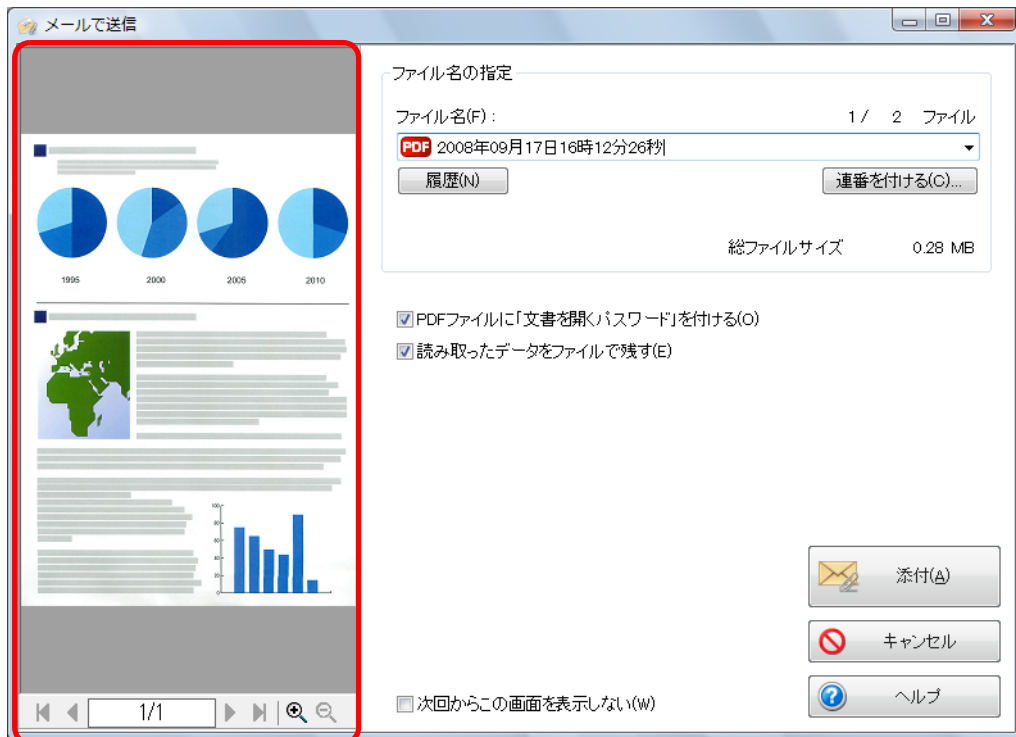 メールで送信
1995 2000 2005 2010
100
80
60
40
20
0
1/1
ファイル名の指定
ファイル名(F):
1/ 2 ファイル
PDF 2008年09月17日16時12分26秒
履歴(N)
連番を付ける(C)...
総ファイルサイズ 0.28 MB
PDFファイルに「文書を開くパスワード」を付ける(O)
読み取ったデータをファイルで残す(E)
添付(A)
キャンセル
次回からこの画面を表示しない(W)
ヘルプ